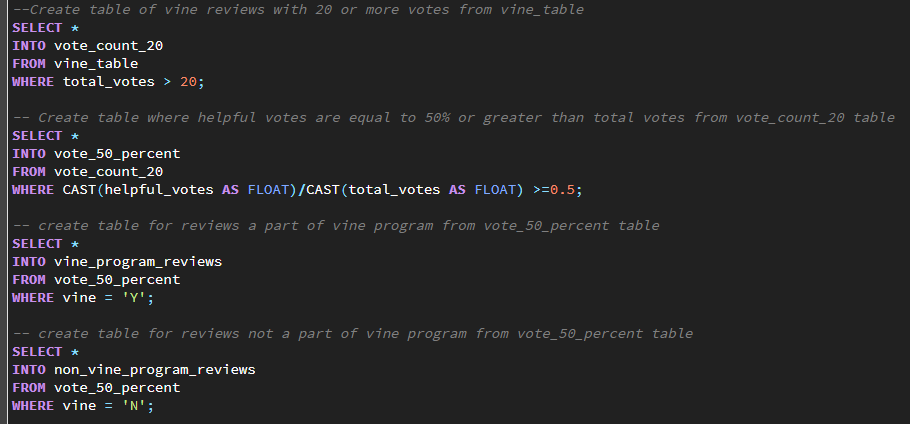 --Create table of vine reviews with 20 or more votes from vine_table
SELECT *
INTO vote_count_20
FROM vine_table
WHERE total_votes > 20;
-- Create table where helpful votes are equal to 50% or greater than total votes from vote_count_20 table
SELECT *
INTO vote_50_percent
FROM vote_count_20
WHERE CAST(helpful_votes AS FLOAT)/CAST(total_votes AS FLOAT) >=0.5;
-- create table for reviews a part of vine program from vote_50_percent table
SELECT *
INTO vine_program_reviews
FROM vote_50_percent
WHERE vine = 'Y';
-- create table for reviews not a part of vine program from vote_50_percent table
SELECT *
INTO non_vine_program_reviews
FROM vote_50_percent
WHERE vine = 'N';